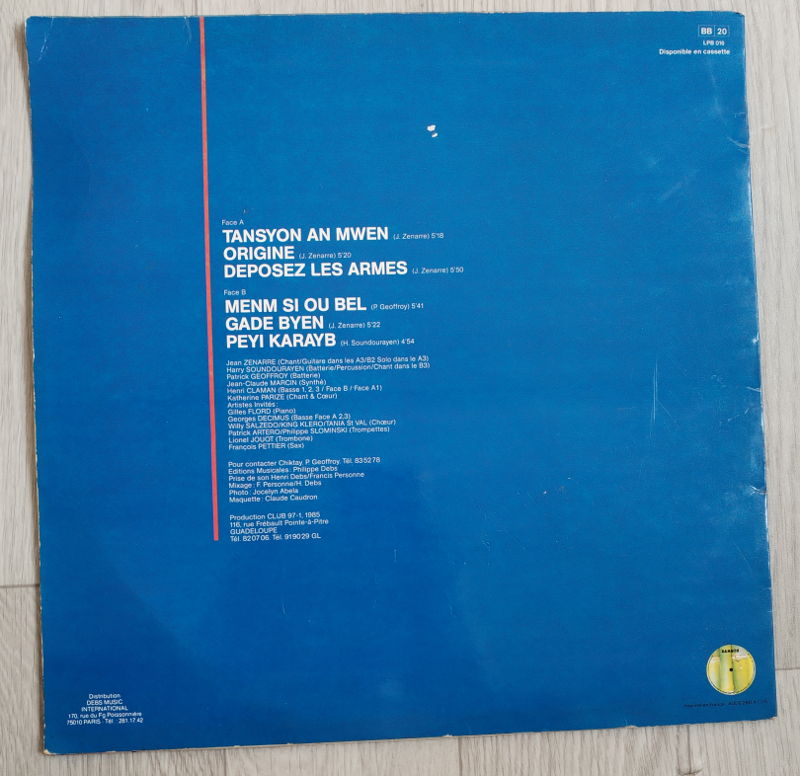 BB 20
LPB 016
Disponible en cassette
Face A
TANSYON AN MWEN (J. Zenarre) 5'18
ORIGINE (J. Zenarre) 5'20
DEPOSEZ LES ARMES (J. Zenarre) 5'50
Face B
MENM SI OU BEL (P. Geoffroy) 5'41
GADE BYEN (J. Zenarre) 5'22
PEYI KARAYB (H. Soundourayen) 4'54
Jean ZENARRE (Chant/Guitare dans les A3/B2 Solo dans le A3)
Harry SOUNDOURAYEN (Batterie/Percussion/Chant dans le B3)
Patrick GEOFFROY (Batterie)
Jean-Claude MARCIN (Synthé)
Henri CLAMAN (Basse 1, 2, 3 / Face B / Face A1)
Katherine PARIZE (Chant & Cœur)
Artistes Invités:
Gilles FLORO (Piano)
Georges DECIMUS (Basse Face A 2,3)
Willy SALZEDO/KING KLERO/TANIA St VAL (Chœur)
Patrick ARTERO/Philippe SLOMINSKI (Trompettes)
Lionel JOUOT (Trombone)
François PETTIER (Sax)
Pour contacter Chiktay. P. Geoffroy. Tél. 835278
Editions Musicales: Philippe Debs
Prise de son Henri Debs/Francis Personne
Mixage: F. Personne/H. Debs
Photo: Jocelyn Abela
Maquette: Claude Caudron
Production CLUB 97-1, 1985
116, rue Frébault Pointe-à-Pitre
GUADELOUPE
Tél. 820706. Tél. 919029 GL
BAMBOU
Distribution
DEBS MUSIC
INTERNATIONAL
170, rue du Fg Poissonnière
75010 PARIS - Tél. 281.17.42